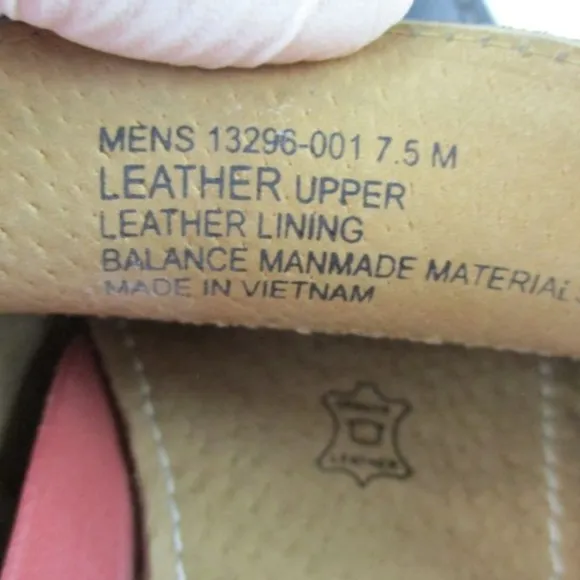 MENS 13296-001 7.5 M
LEATHER UPPER
LEATHER LINING
BALANCE MANMADE MATERIALS
MADE IN VIETNAM
LEATHER